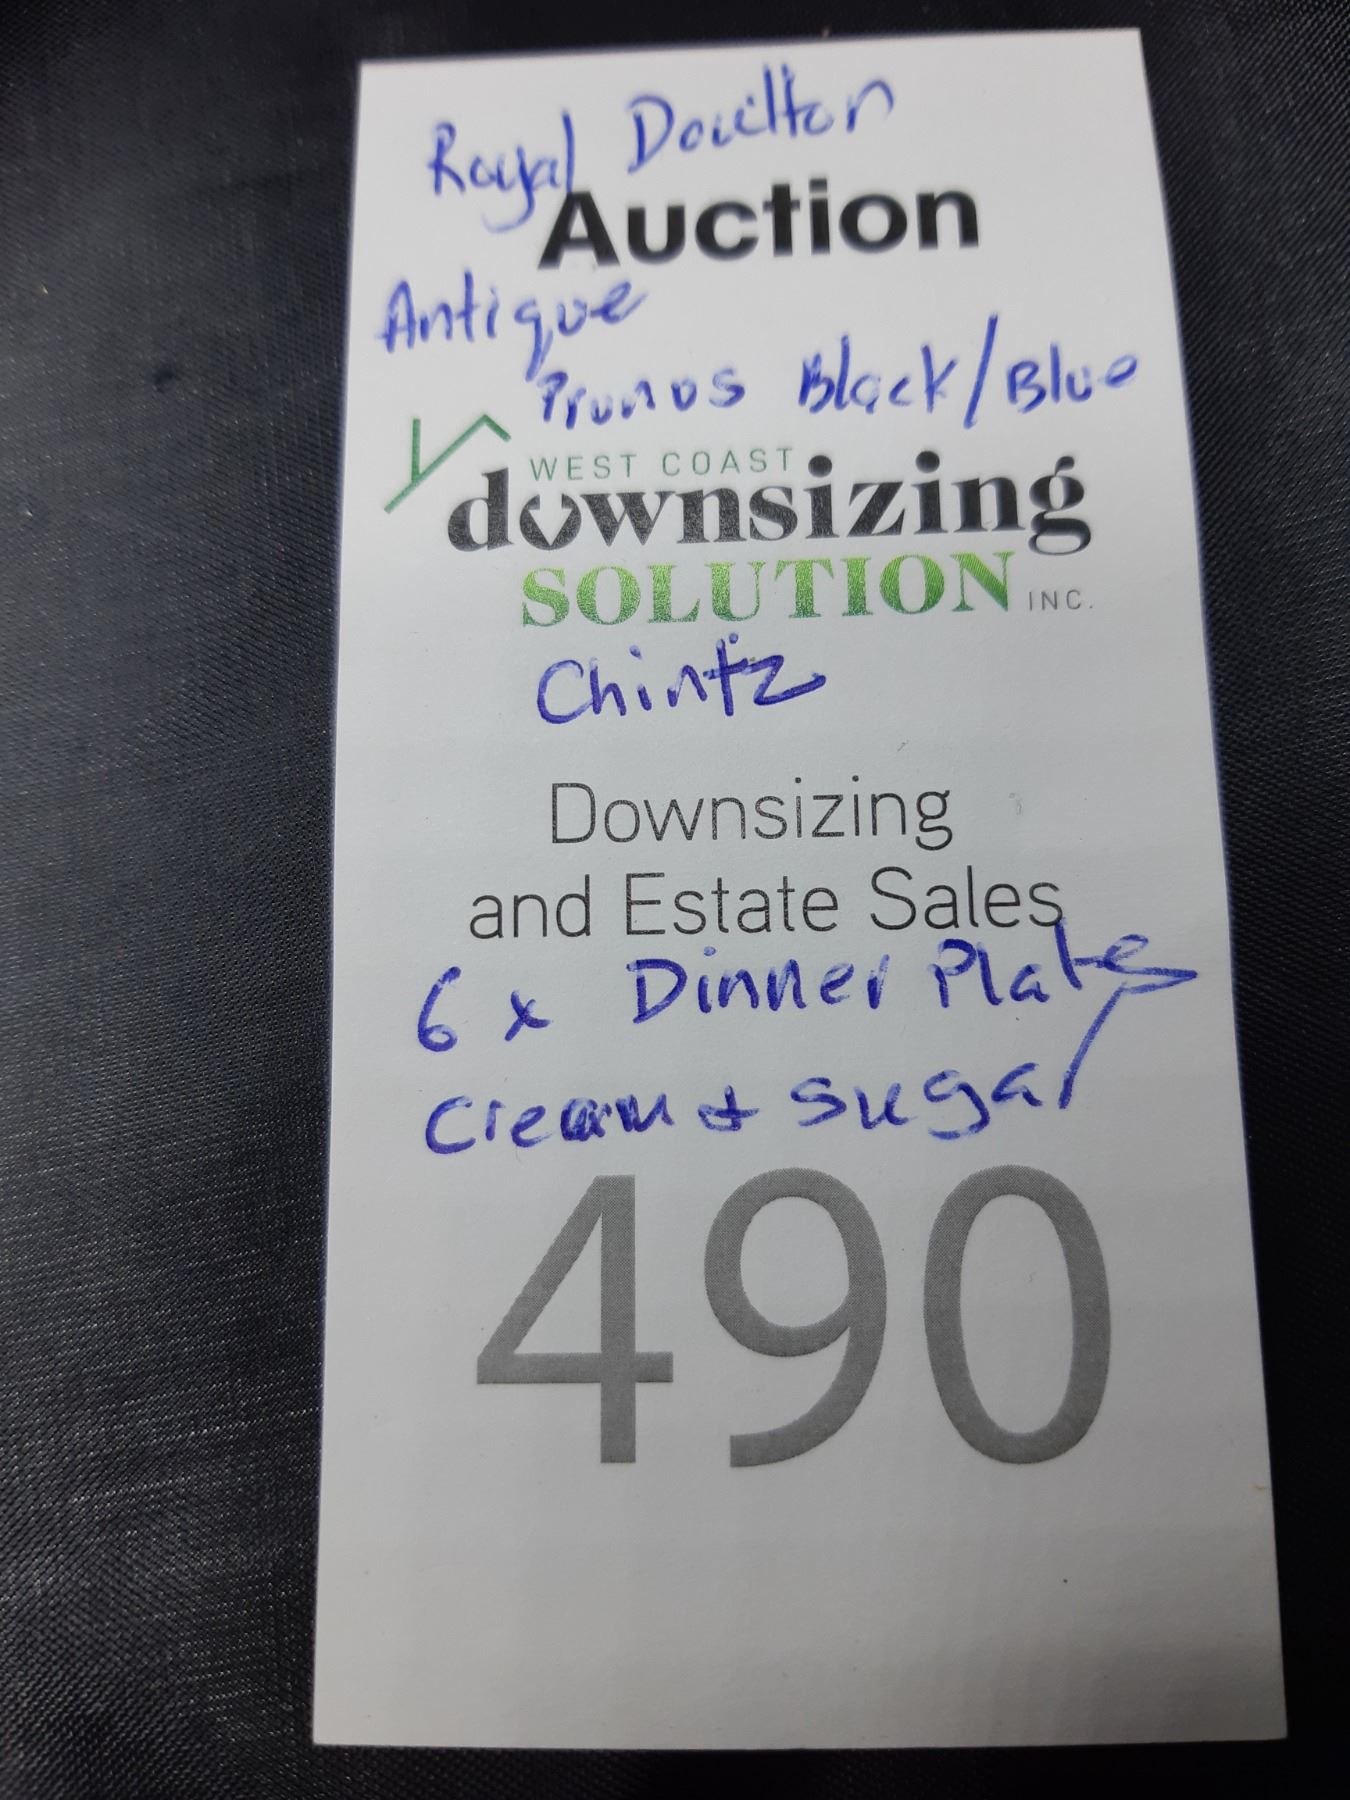 Royal Doulton
Auction
Antique
Prunus Black/Blue
WEST COAST
downsizing
SOLUTION INC.
Chintz
Downsizing
and Estate Sales
6 x Dinner Plates
Cream & Sugar
490